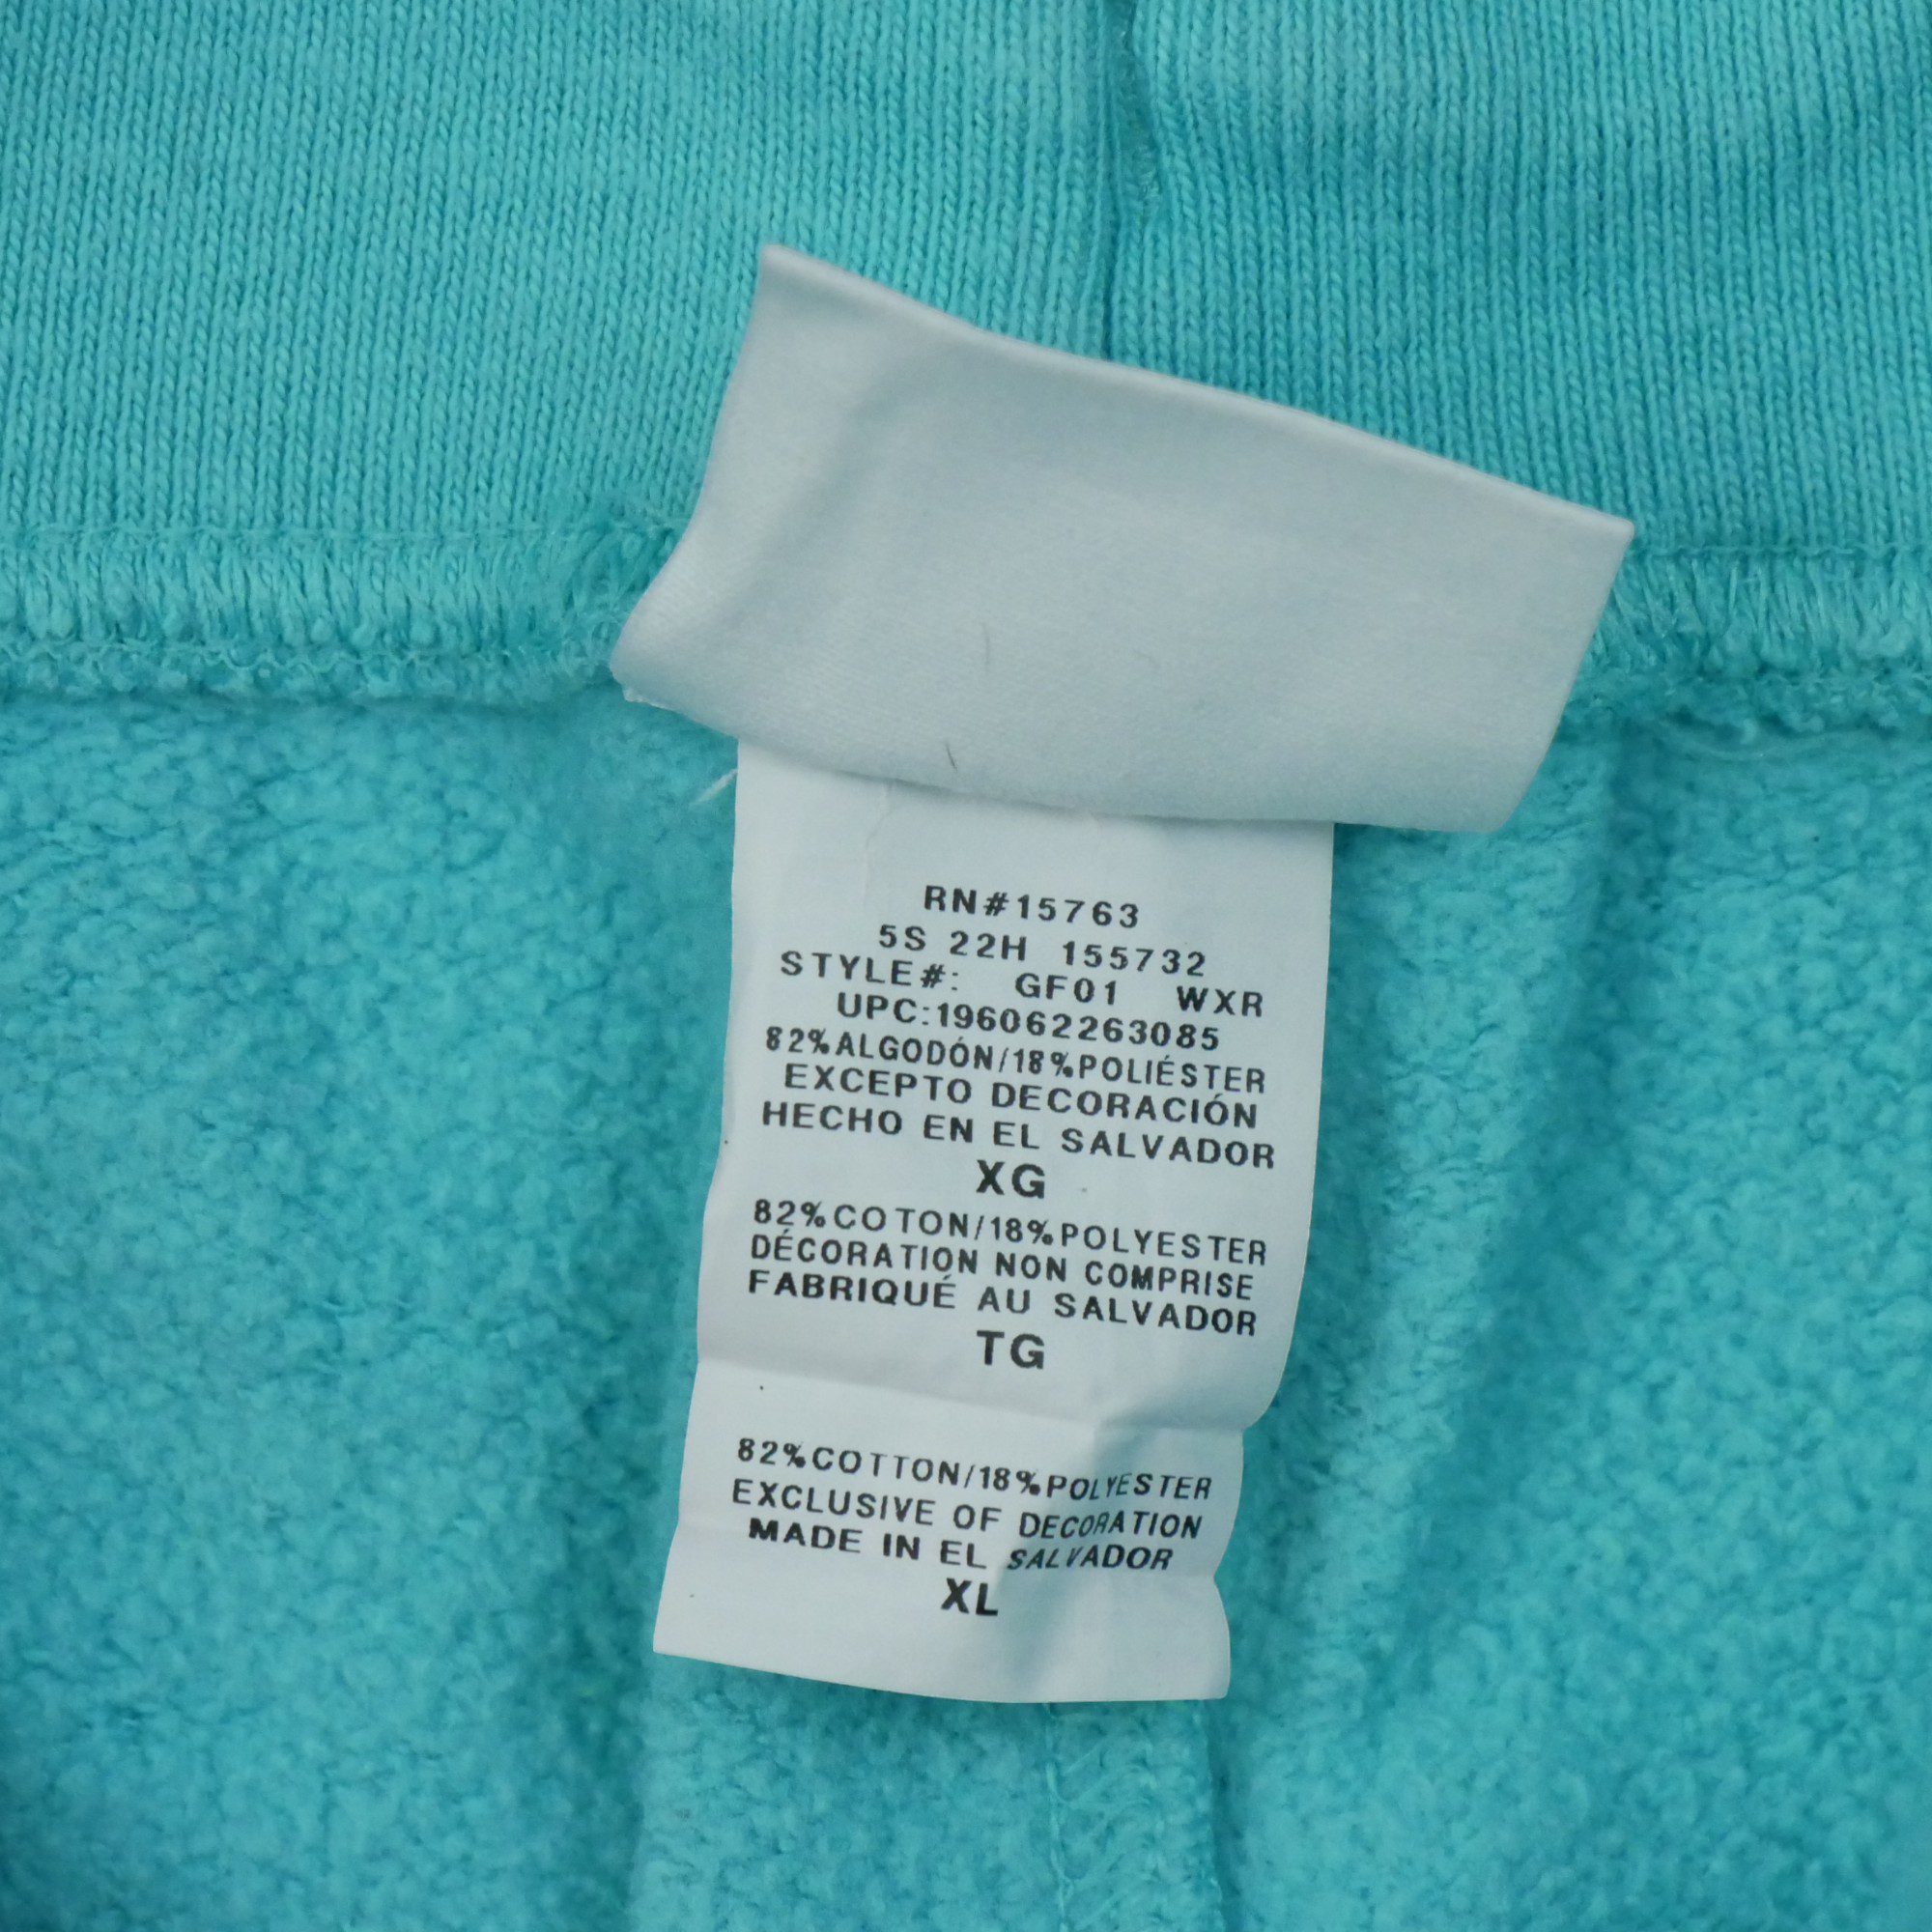 RN#15763
5S 22H 155732
STYLE#: GF01 WXR
UPC:196062263085
82%ALGODÓN/18%POLIÉSTER
EXCEPTO DECORACIÓN
HECHO EN EL SALVADOR
XG
82%COTON/18%POLYESTER
DÉCORATION NON COMPRISE
FABRIQUÉ AU SALVADOR
TG
82%COTTON/18%POLYESTER
EXCLUSIVE OF DECORATION
MADE IN EL SALVADOR
XL